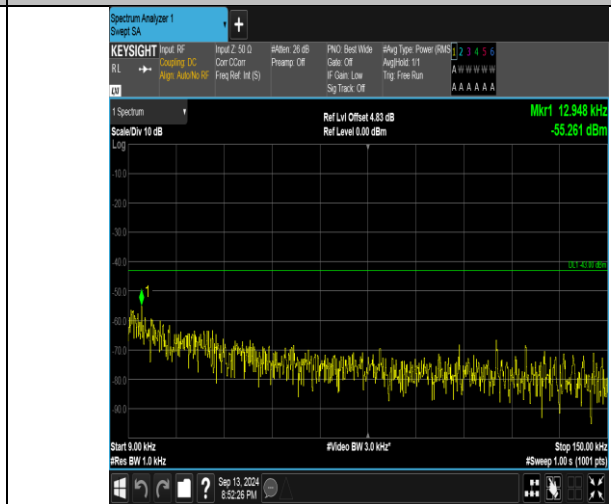 Spectrum Analyzer 1
Swept SA
+
KEYSIGHT Input: RF Input Z: 50 Ω #Atten: 26 dB PNO: Best Wide #Avg Type: Power (RMS 1 2 3 4 5 6
RL Coupling: DC Corr CCorr Preamp: Off Gate: Off Avg|Hold: 1/1 A W W W W W
Align: Auto/No RF Freq Ref: Int (S) IF Gain: Low Trig: Free Run
Sig Track: Off A A A A A A
LXI
1 Spectrum Ref Lvl Offset 4.83 dB Mkr1 12.948 kHz
Scale/Div 10 dB Ref Level 0.00 dBm -55.261 dBm
Log
-10.0
-20.0
-30.0
-40.0
DL1 -43.00 dBm
-50.0
1
-60.0
-70.0
-80.0
-90.0
Start 9.00 kHz #Video BW 3.0 kHz* Stop 150.00 kHz
#Res BW 1.0 kHz #Sweep 1.00 s (1001 pts)
? Sep 13, 2024
8:52:26 PM